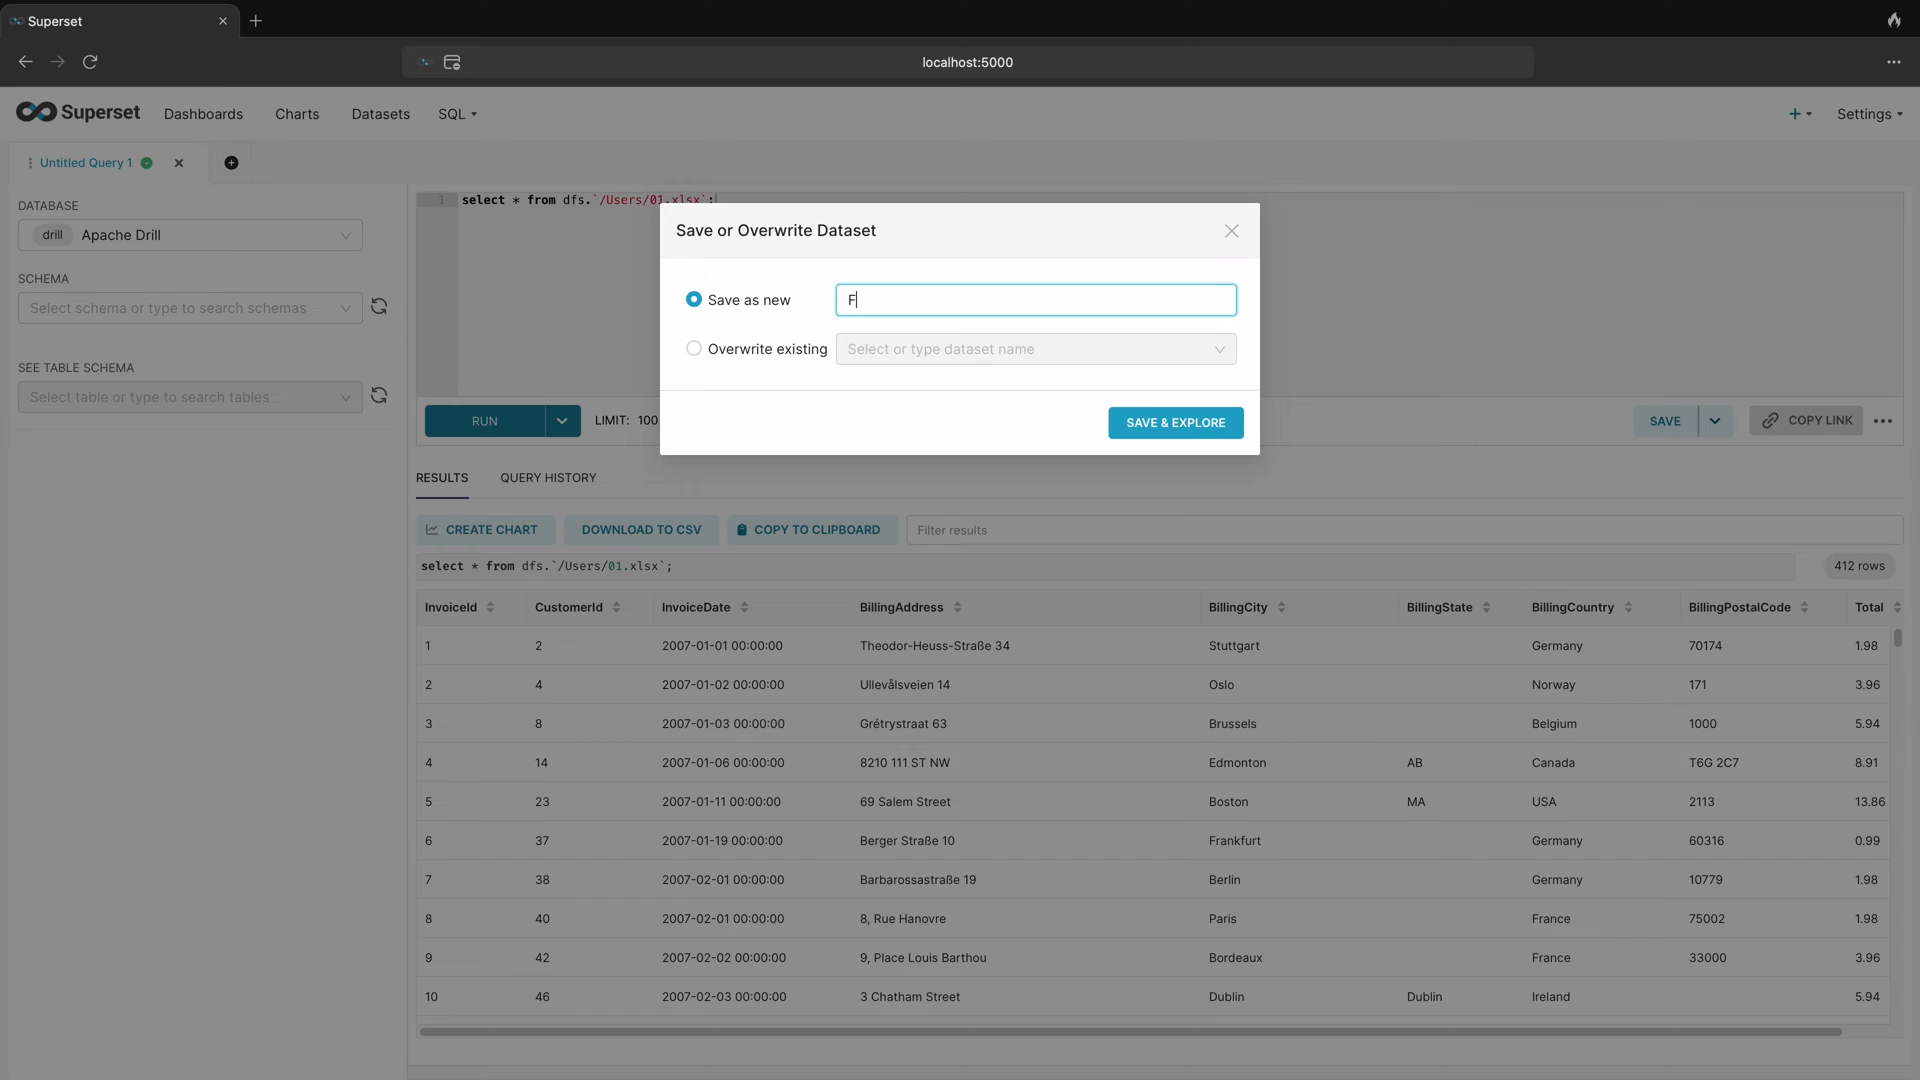 Superset
localhost:5000
Superset Dashboards Charts Datasets SQL Settings
Untitled Query 1
DATABASE
drill Apache Drill
SCHEMA
Select schema or type to search schemas
SEE TABLE SCHEMA
Select table or type to search tables
1 select * from dfs.`/Users/01.xlsx`;
Save or Overwrite Dataset
Save as new F
Overwrite existing Select or type dataset name
SAVE & EXPLORE
RUN LIMIT: 100 SAVE COPY LINK
RESULTS QUERY HISTORY
CREATE CHART DOWNLOAD TO CSV COPY TO CLIPBOARD Filter results
select * from dfs.`/Users/01.xlsx`; 412 rows
InvoiceId CustomerId InvoiceDate BillingAddress BillingCity BillingState BillingCountry BillingPostalCode Total
1 2 2007-01-01 00:00:00 Theodor-Heuss-Straße 34 Stuttgart Germany 70174 1.98
2 4 2007-01-02 00:00:00 Ullevålsveien 14 Oslo Norway 171 3.96
3 8 2007-01-03 00:00:00 Grétrystraat 63 Brussels Belgium 1000 5.94
4 14 2007-01-06 00:00:00 8210 111 ST NW Edmonton AB Canada T6G 2C7 8.91
5 23 2007-01-11 00:00:00 69 Salem Street Boston MA USA 2113 13.86
6 37 2007-01-19 00:00:00 Berger Straße 10 Frankfurt Germany 60316 0.99
7 38 2007-02-01 00:00:00 Barbarossastraße 19 Berlin Germany 10779 1.98
8 40 2007-02-01 00:00:00 8, Rue Hanovre Paris France 75002 1.98
9 42 2007-02-02 00:00:00 9, Place Louis Barthou Bordeaux France 33000 3.96
10 46 2007-02-03 00:00:00 3 Chatham Street Dublin Dublin Ireland 5.94